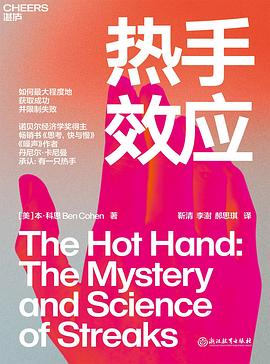 CHEERS
湛庐
热手
效应
如何最大程度地
获取成功
并限制失败
诺贝尔经济学奖得主
畅销书《思考，快与慢》
《噪声》作者
丹尼尔·卡尼曼
承认：有一只热手
[美]本·科恩 Ben Cohen 著
靳清 李澍 郝思琪 译
The Hot Hand:
The Mystery
and Science
of Streaks
浙江教育出版社